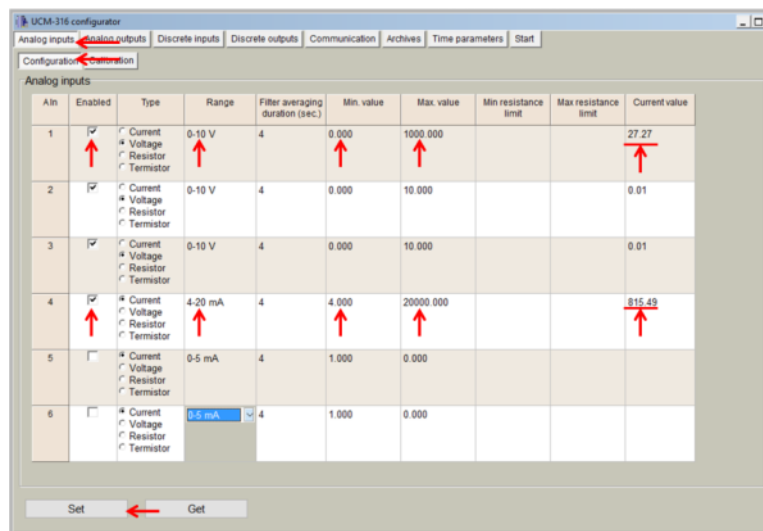 UCM-316 configurator
Analog inputs Analog outputs Discrete inputs Discrete outputs Communication Archives Time parameters Start
Configuration Calibration
Analog inputs
AIn Enabled Type Range Filter averaging duration (sec.) Min. value Max. value Min resistance limit Max resistance limit Current value
1 Current Voltage Resistor Termistor 0-10 V 4 0.000 1000.000 27.27
2 Current Voltage Resistor Termistor 0-10 V 4 0.000 10.000 0.01
3 Current Voltage Resistor Termistor 0-10 V 4 0.000 10.000 0.01
4 Current Voltage Resistor Termistor 4-20 mA 4 4.000 20000.000 815.49
5 Current Voltage Resistor Termistor 0-5 mA 4 1.000 0.000
6 Current Voltage Resistor Termistor 0-5 mA 4 1.000 0.000
Set Get